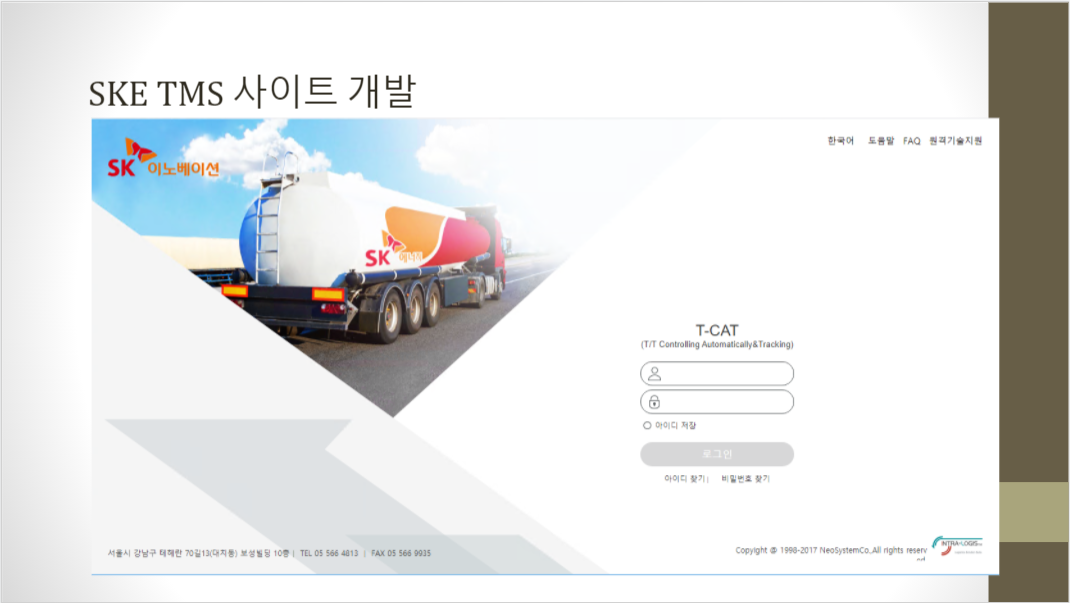 SKE TMS 사이트 개발
한국어 도움말 FAQ 원격기술지원
SK 이노베이션
SK 에너지
T-CAT
(T/T Controlling Automatically&Tracking)
아이디 저장
로그인
아이디 찾기| 비밀번호 찾기
서울시 강남구 테헤란 70길13(대치동) 보성빌딩 10층 | TEL 05 566 4813 | FAX 05 566 9935
Copyright @ 1998-2017 NeoSystemCo.,All rights reserv
INTRA-LOGIS